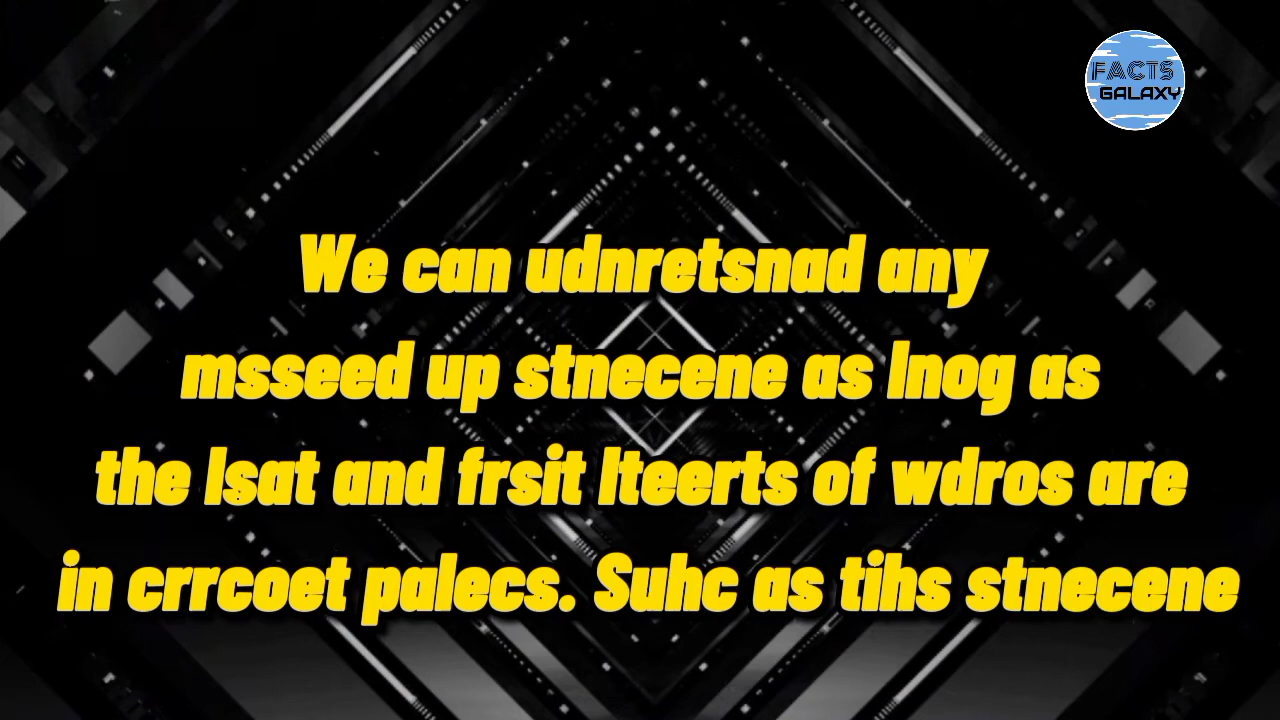 FACTS
GALAXY
We can udnretsnad any
msseed up stnecene as lnog as
the lsat and frsit lteerts of wdros are
in crrcoet palecs. Suhc as tihs stnecene